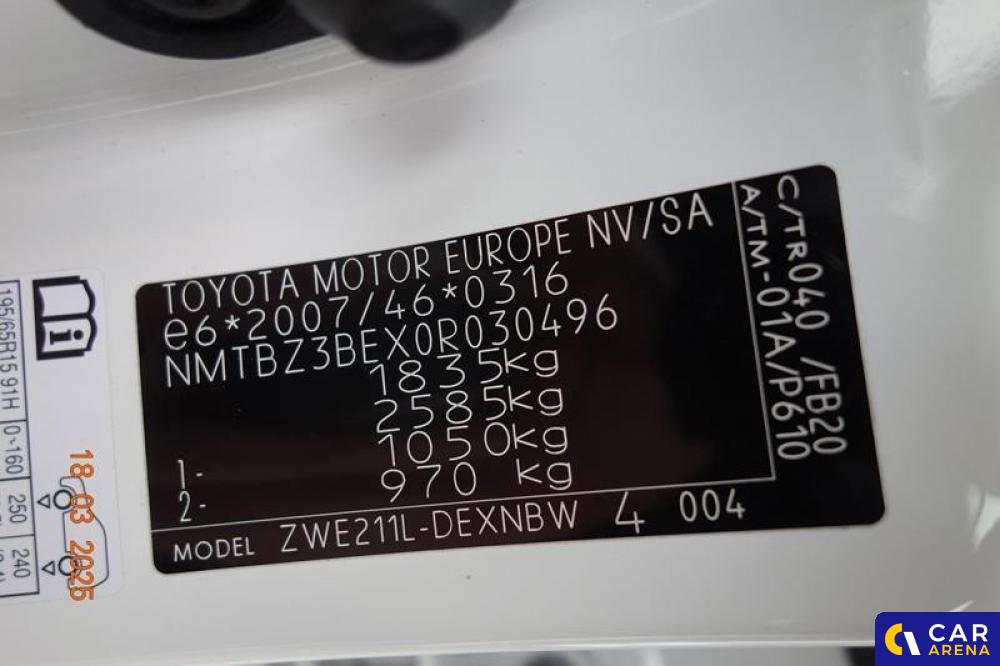 TOYOTA MOTOR EUROPE NV/SA
e6*2007/46*0316
NMTBZ3BEX0R030496
1835kg
2585kg
1- 1050kg
2- 970 kg
MODEL ZWE211L-DEXNBW 4 004
C/TR040 /FB20
A/TM-01A/P610
195/65R15 91H
0~160
250
240
18 03 2025
CAR
ARENA